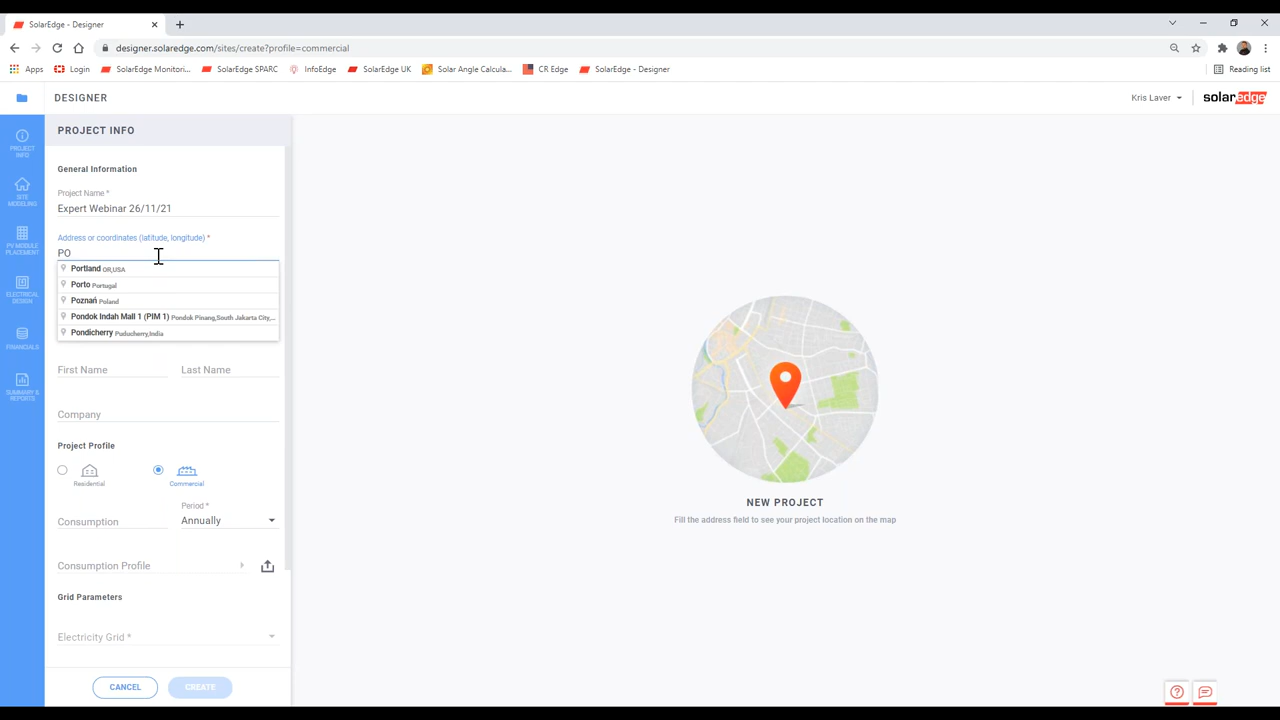 SolarEdge - Designer
designer.solaredge.com/sites/create?profile=commercial
Apps Login SolarEdge Monitori... SolarEdge SPARC InfoEdge SolarEdge UK Solar Angle Calcula... CR Edge SolarEdge - Designer Reading list
DESIGNER Kris Laver solaredge
PROJECT INFO
SITE MODELING
PV MODULE PLACEMENT
ELECTRICAL DESIGN
FINANCIALS
SUMMARY & REPORTS
PROJECT INFO
General Information
Project Name *
Expert Webinar 26/11/21
Address or coordinates (latitude, longitude) *
PO
Portland OR,USA
Porto Portugal
Poznań Poland
Pondok Indah Mall 1 (PIM 1) Pondok Pinang,South Jakarta City,...
Pondicherry Puducherry,India
First Name Last Name
Company
Project Profile
Residential Commercial
Period *
Consumption Annually
Consumption Profile
Grid Parameters
Electricity Grid *
CANCEL CREATE
NEW PROJECT
Fill the address field to see your project location on the map